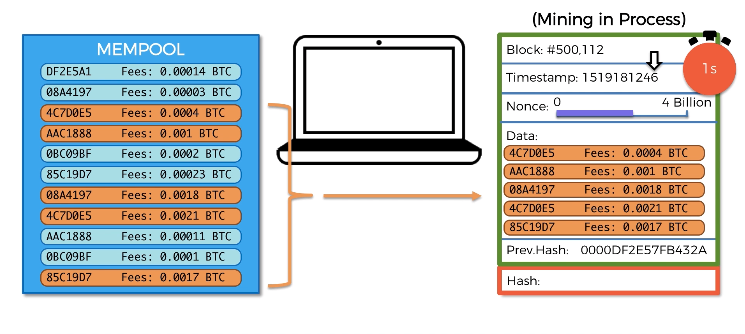 MEMPOOL
DF2E5A1 Fees: 0.00014 BTC
08A4197 Fees: 0.00003 BTC
4C7D0E5 Fees: 0.0004 BTC
AAC1888 Fees: 0.001 BTC
0BC09BF Fees: 0.0002 BTC
85C19D7 Fees: 0.00023 BTC
08A4197 Fees: 0.0018 BTC
4C7D0E5 Fees: 0.0021 BTC
AAC1888 Fees: 0.00011 BTC
0BC09BF Fees: 0.0001 BTC
85C19D7 Fees: 0.0017 BTC
(Mining in Process)
Block: #500,112
1s
Timestamp: 1519181246
Nonce: 0 4 Billion
Data:
4C7D0E5 Fees: 0.0004 BTC
AAC1888 Fees: 0.001 BTC
08A4197 Fees: 0.0018 BTC
4C7D0E5 Fees: 0.0021 BTC
85C19D7 Fees: 0.0017 BTC
Prev.Hash: 0000DF2E57FB432A
Hash: